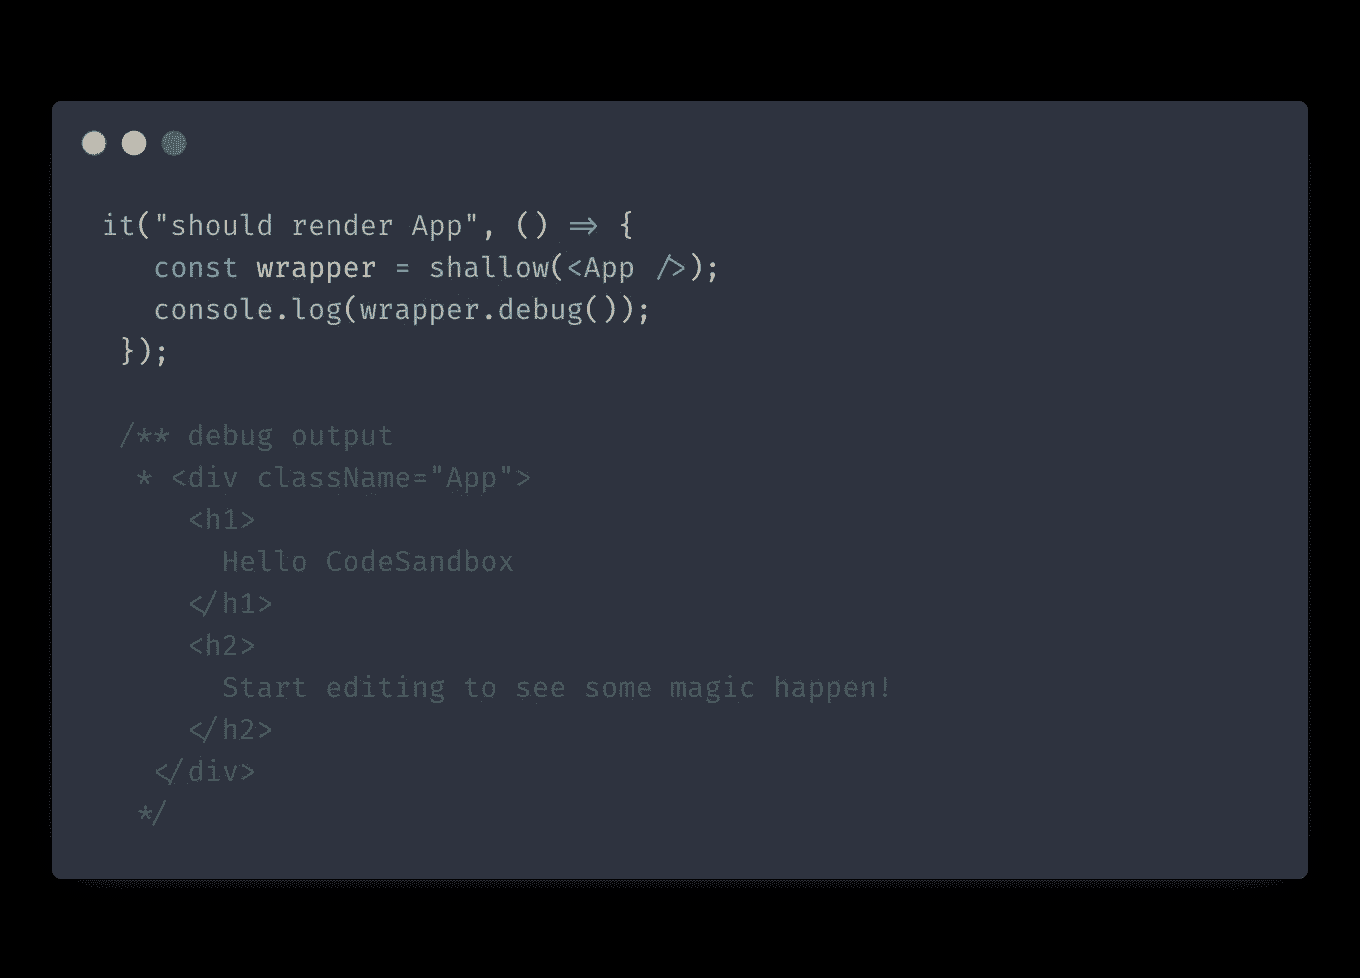 it("should render App", () => {
const wrapper = shallow(<App />);
console.log(wrapper.debug());
});
/** debug output
* <div className="App">
<h1>
Hello CodeSandbox
</h1>
<h2>
Start editing to see some magic happen!
</h2>
</div>
*/